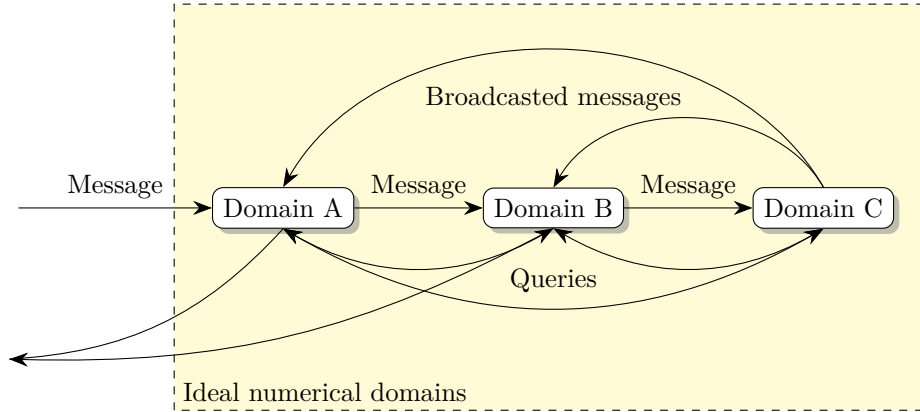 Broadcasted messages
Message
Message
Message
Domain A
Domain B
Domain C
Queries
Ideal numerical domains